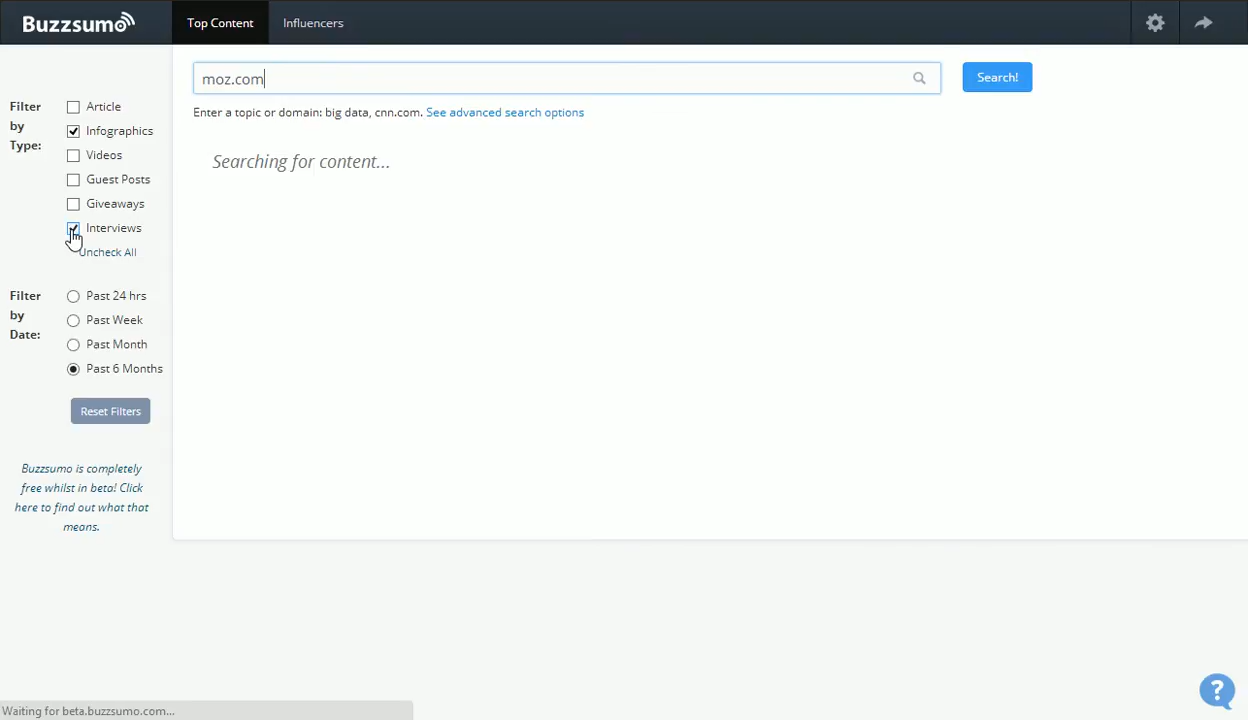 Buzzsumo
Top Content
Influencers
moz.com
Search!
Enter a topic or domain: big data, cnn.com. See advanced search options
Searching for content...
Filter
by
Type:
Article
Infographics
Videos
Guest Posts
Giveaways
Interviews
Uncheck All
Filter
by
Date:
Past 24 hrs
Past Week
Past Month
Past 6 Months
Reset Filters
Buzzsumo is completely
free whilst in beta! Click
here to find out what that
means.
?
Waiting for beta.buzzsumo.com...